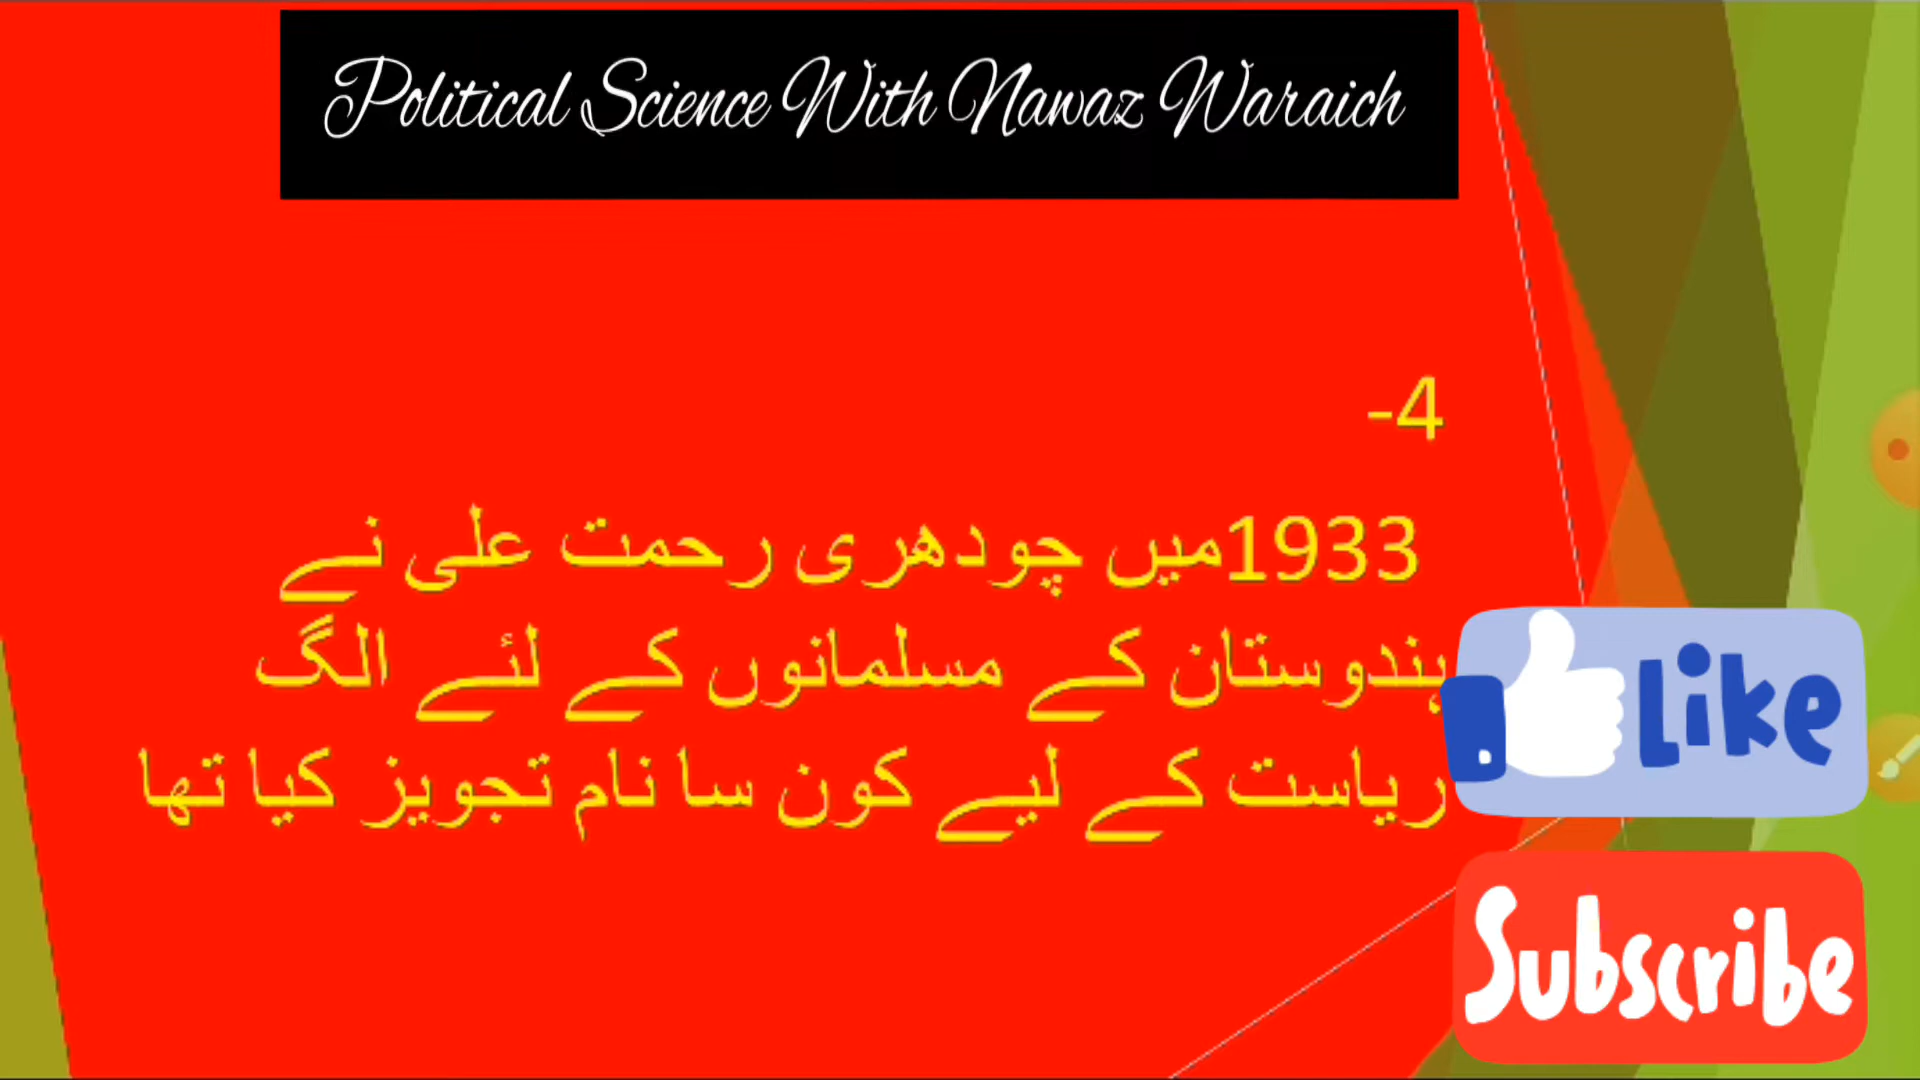 Political Science With Nawaz Waraich
4-
1933میں چودھری رحمت علی نے
ہندوستان کے مسلمانوں کے لئے الگ
ریاست کے لیے کون سا نام تجویز کیا تھا
Like
Subscribe